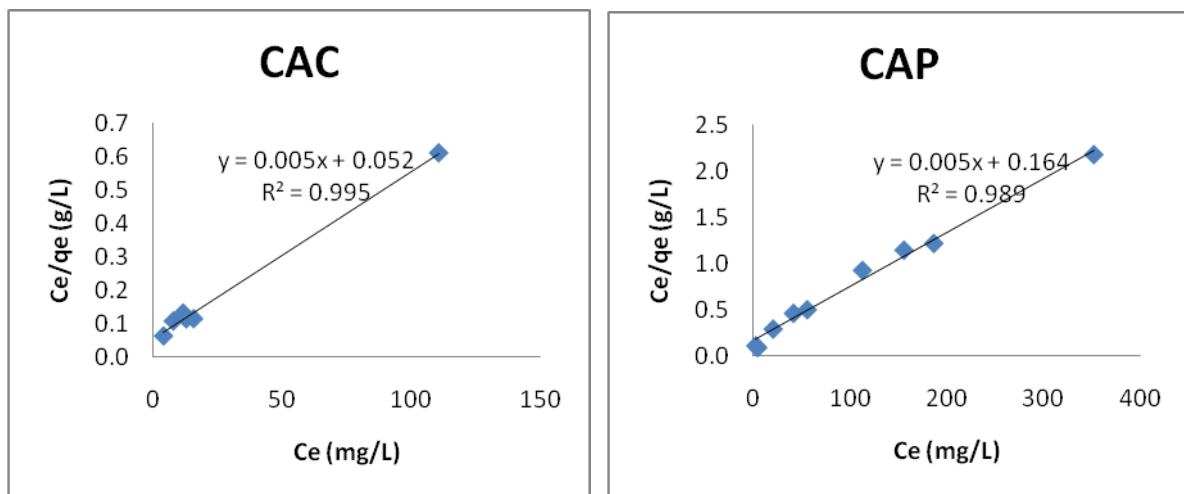 CAC
0.7
0.6
0.5
0.4
0.3
0.2
0.1
0.0
Ce/qe (g/L)
y = 0.005x + 0.052
R² = 0.995
0 50 100 150
Ce (mg/L)
CAP
2.5
2.0
1.5
1.0
0.5
0.0
Ce/qe (g/L)
y = 0.005x + 0.164
R² = 0.989
0 100 200 300 400
Ce (mg/L)